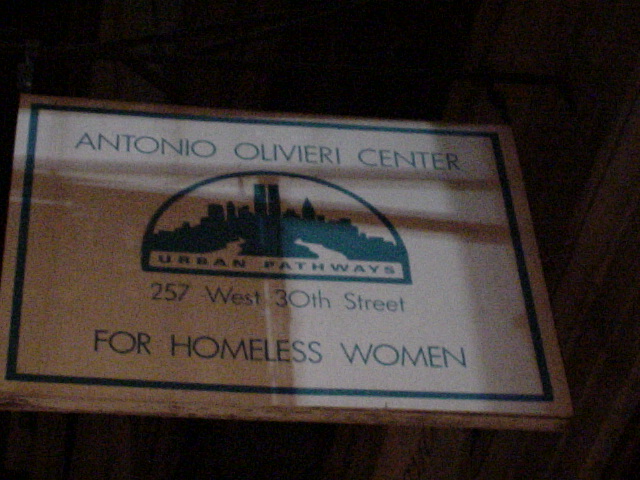 ANTONIO OLIVIERI CENTER
URBAN PATHWAYS
257 West 30th Street
FOR HOMELESS WOMEN